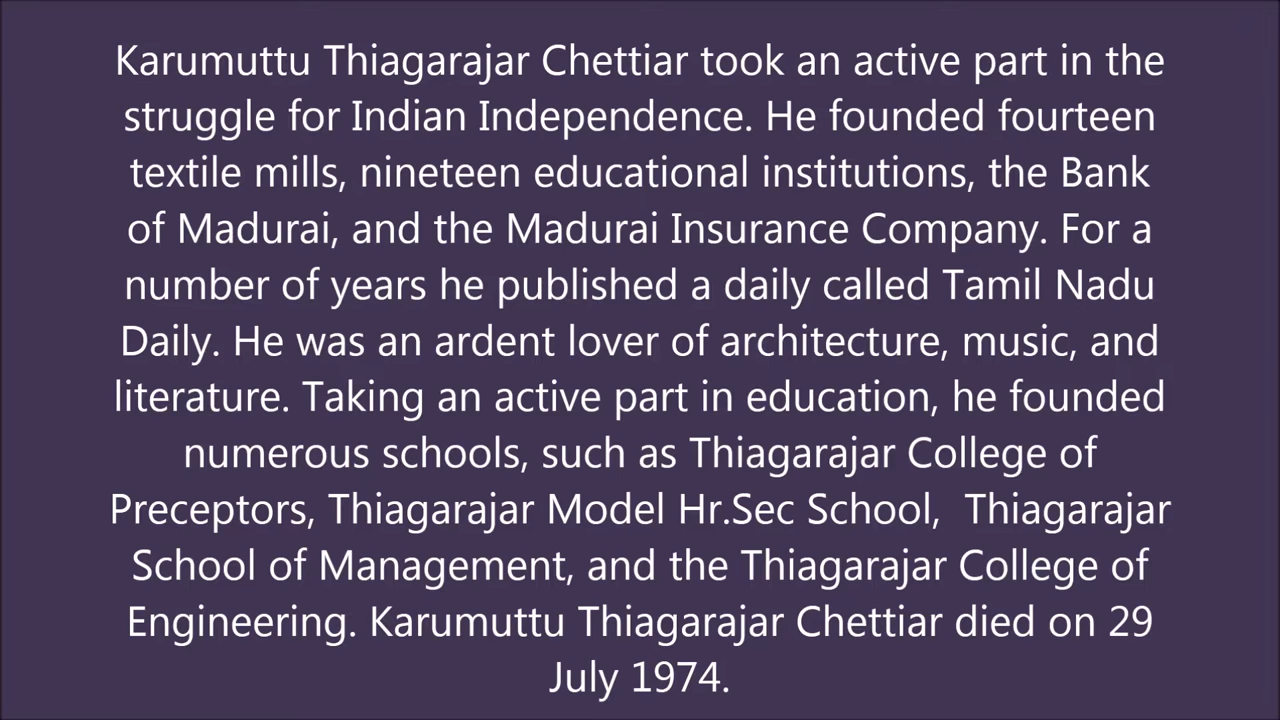 Karumuttu Thiagarajar Chettiar took an active part in the
struggle for Indian Independence. He founded fourteen
textile mills, nineteen educational institutions, the Bank
of Madurai, and the Madurai Insurance Company. For a
number of years he published a daily called Tamil Nadu
Daily. He was an ardent lover of architecture, music, and
literature. Taking an active part in education, he founded
numerous schools, such as Thiagarajar College of
Preceptors, Thiagarajar Model Hr.Sec School,  Thiagarajar
School of Management, and the Thiagarajar College of
Engineering. Karumuttu Thiagarajar Chettiar died on 29
July 1974.